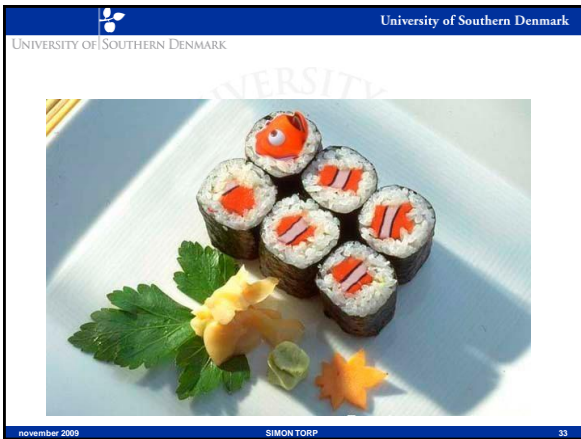 University of Southern Denmark
UNIVERSITY OF SOUTHERN DENMARK
november 2009
SIMON TORP
33